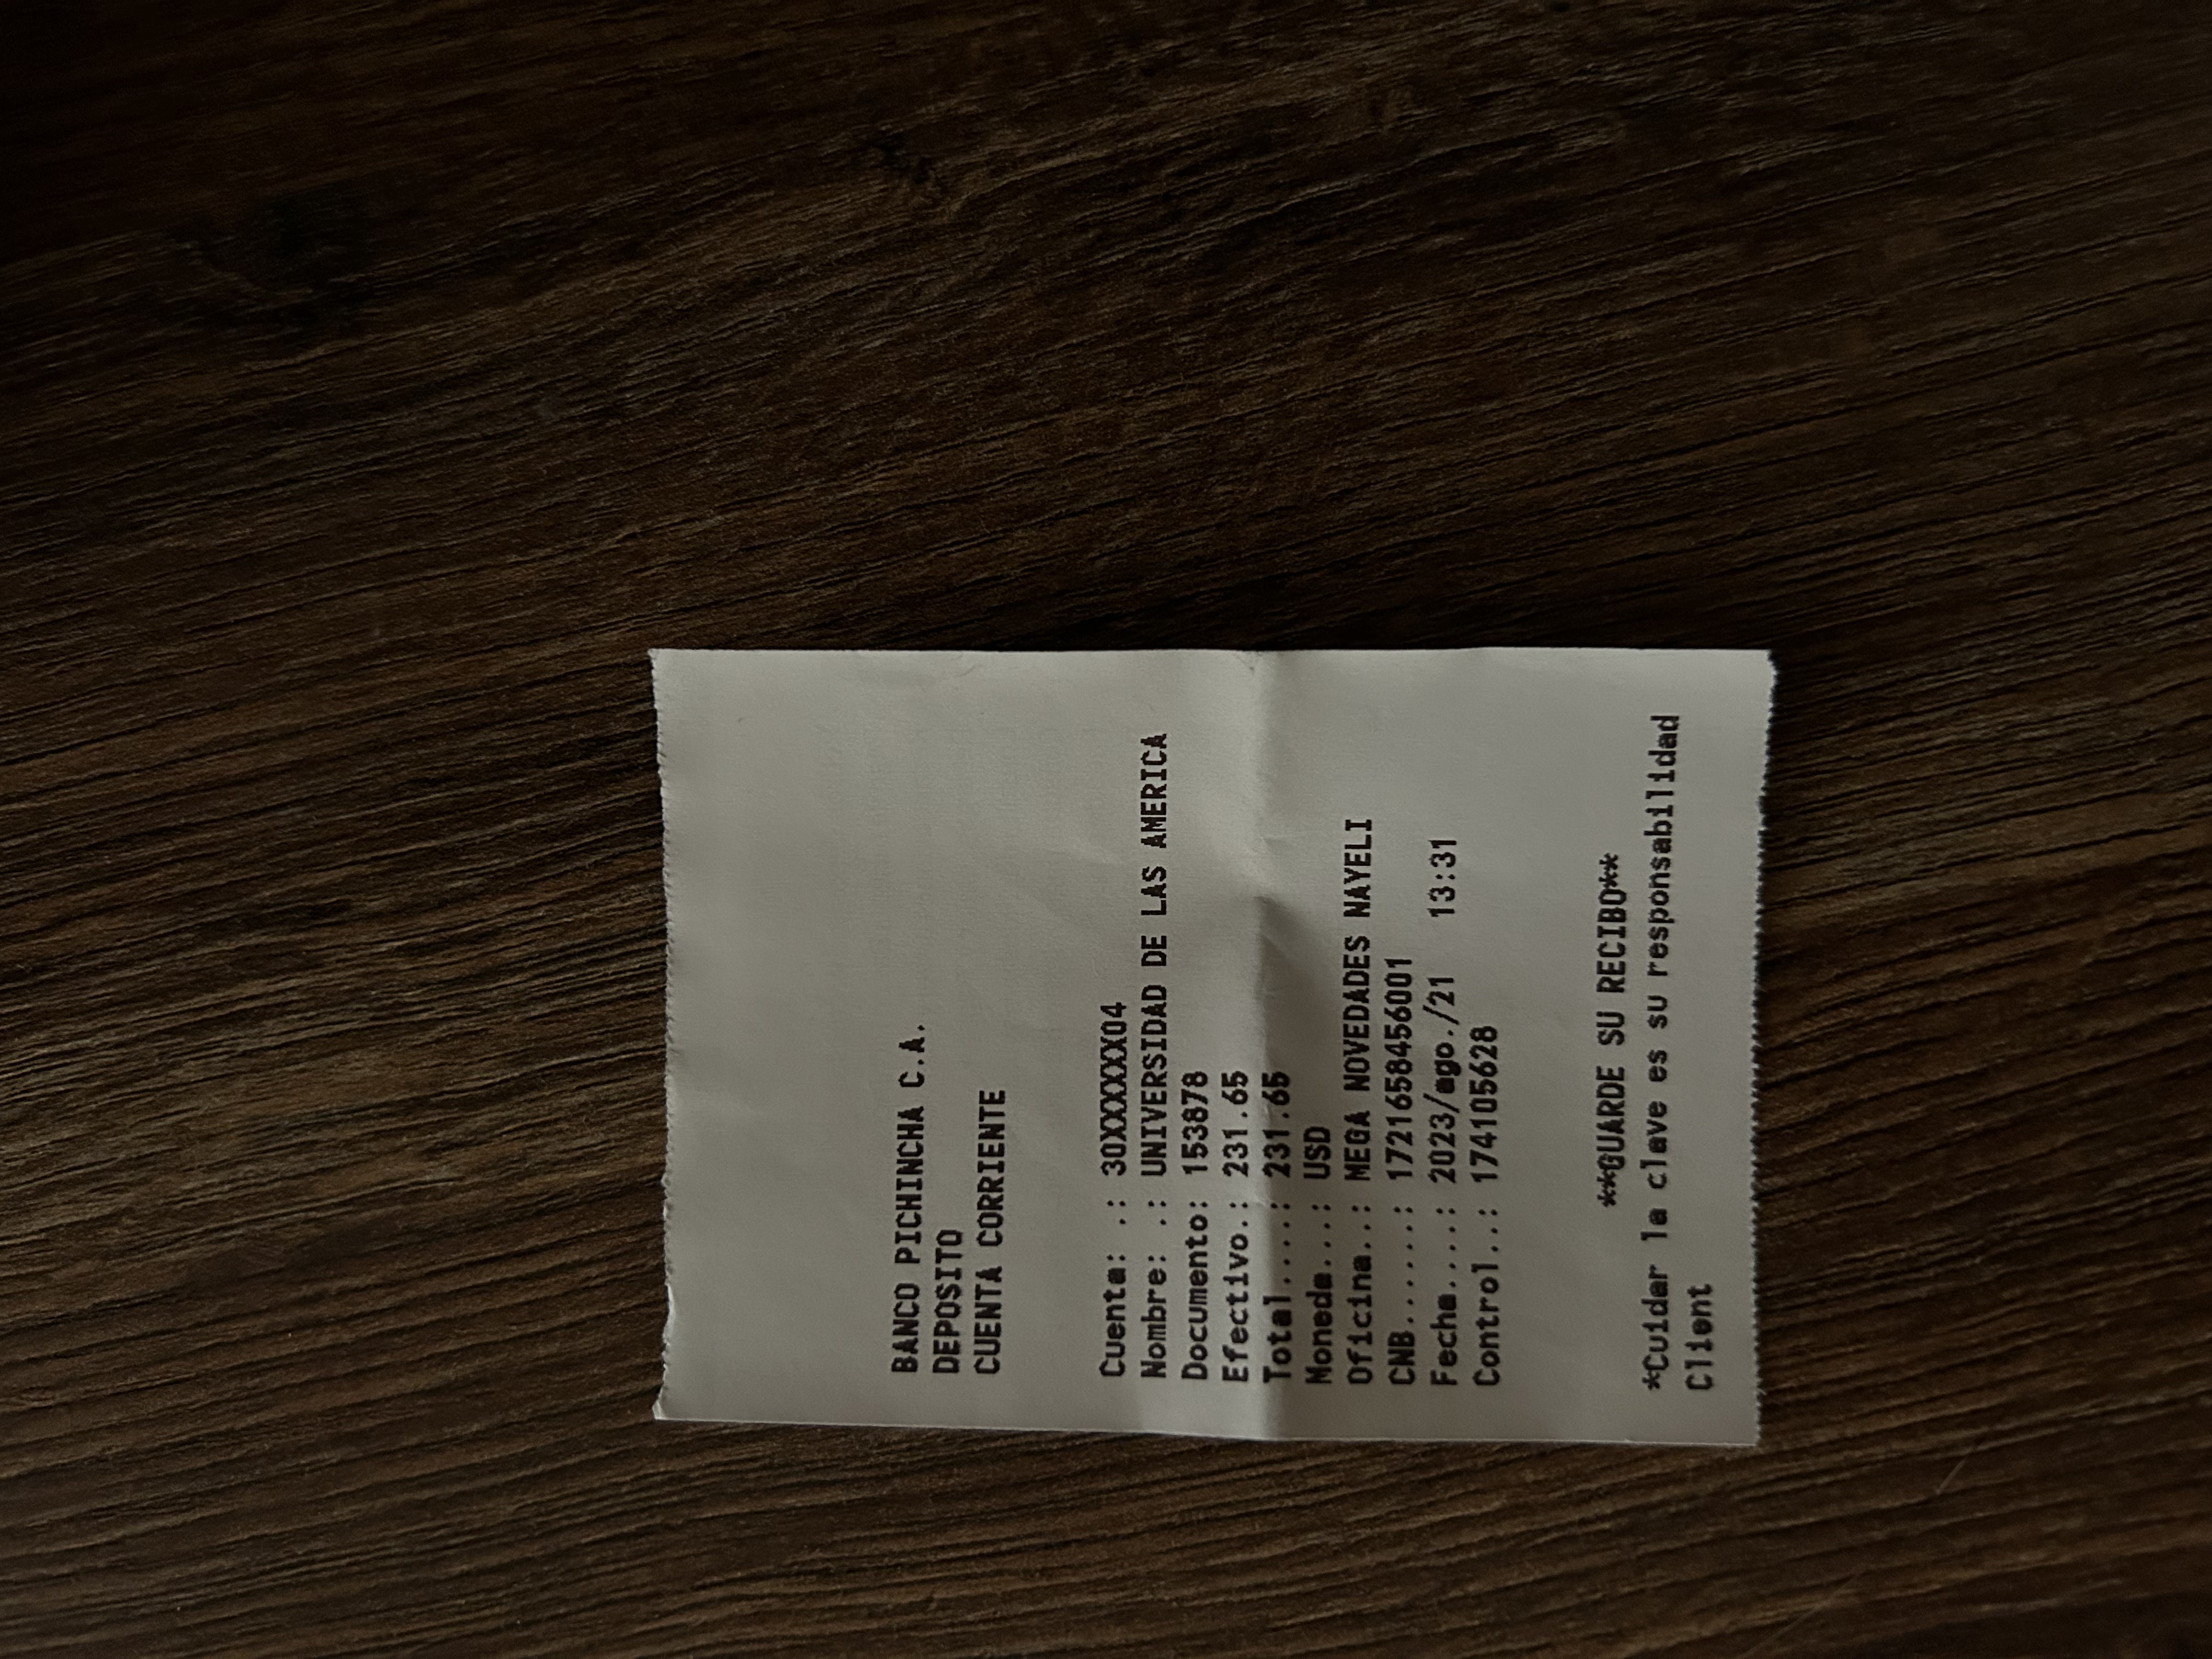 BANCO PICHINCHA C.A.
DEPOSITO
CUENTA CORRIENTE
Cuenta: .: 30XXXXXX04
Nombre: .: UNIVERSIDAD DE LAS AMERICA
Documento: 153878
Efectivo.: 231.65
Total....: 231.65
Moneda...: USD
Oficina..: MEGA NOVEDADES NAYELI
CNB......: 1721658456001
Fecha....: 2023/ago./21 13:31
Control..: 174105628
**GUARDE SU RECIBO**
*Cuidar la clave es su responsabilidad
Client